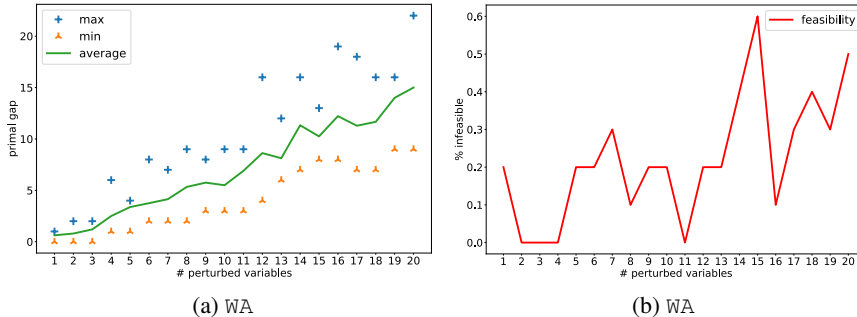 max
min
average
20
15
10
5
0
primal gap
1 2 3 4 5 6 7 8 9 10 11 12 13 14 15 16 17 18 19 20
# perturbed variables
(a) WA
feasibility
0.6
0.5
0.4
0.3
0.2
0.1
0.0
% infeasible
1 2 3 4 5 6 7 8 9 10 11 12 13 14 15 16 17 18 19 20
# perturbed variables
(b) WA